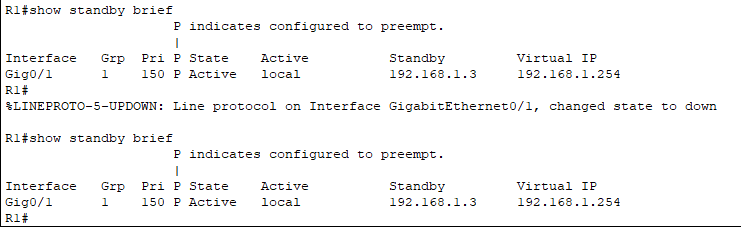 R1#show standby brief
                     P indicates configured to preempt.
                     |
Interface   Grp  Pri P State    Active          Standby         Virtual IP
Gig0/1      1    150 P Active   local           192.168.1.3     192.168.1.254
R1#
%LINEPROTO-5-UPDOWN: Line protocol on Interface GigabitEthernet0/1, changed state to down

R1#show standby brief
                     P indicates configured to preempt.
                     |
Interface   Grp  Pri P State    Active          Standby         Virtual IP
Gig0/1      1    150 P Active   local           192.168.1.3     192.168.1.254
R1#